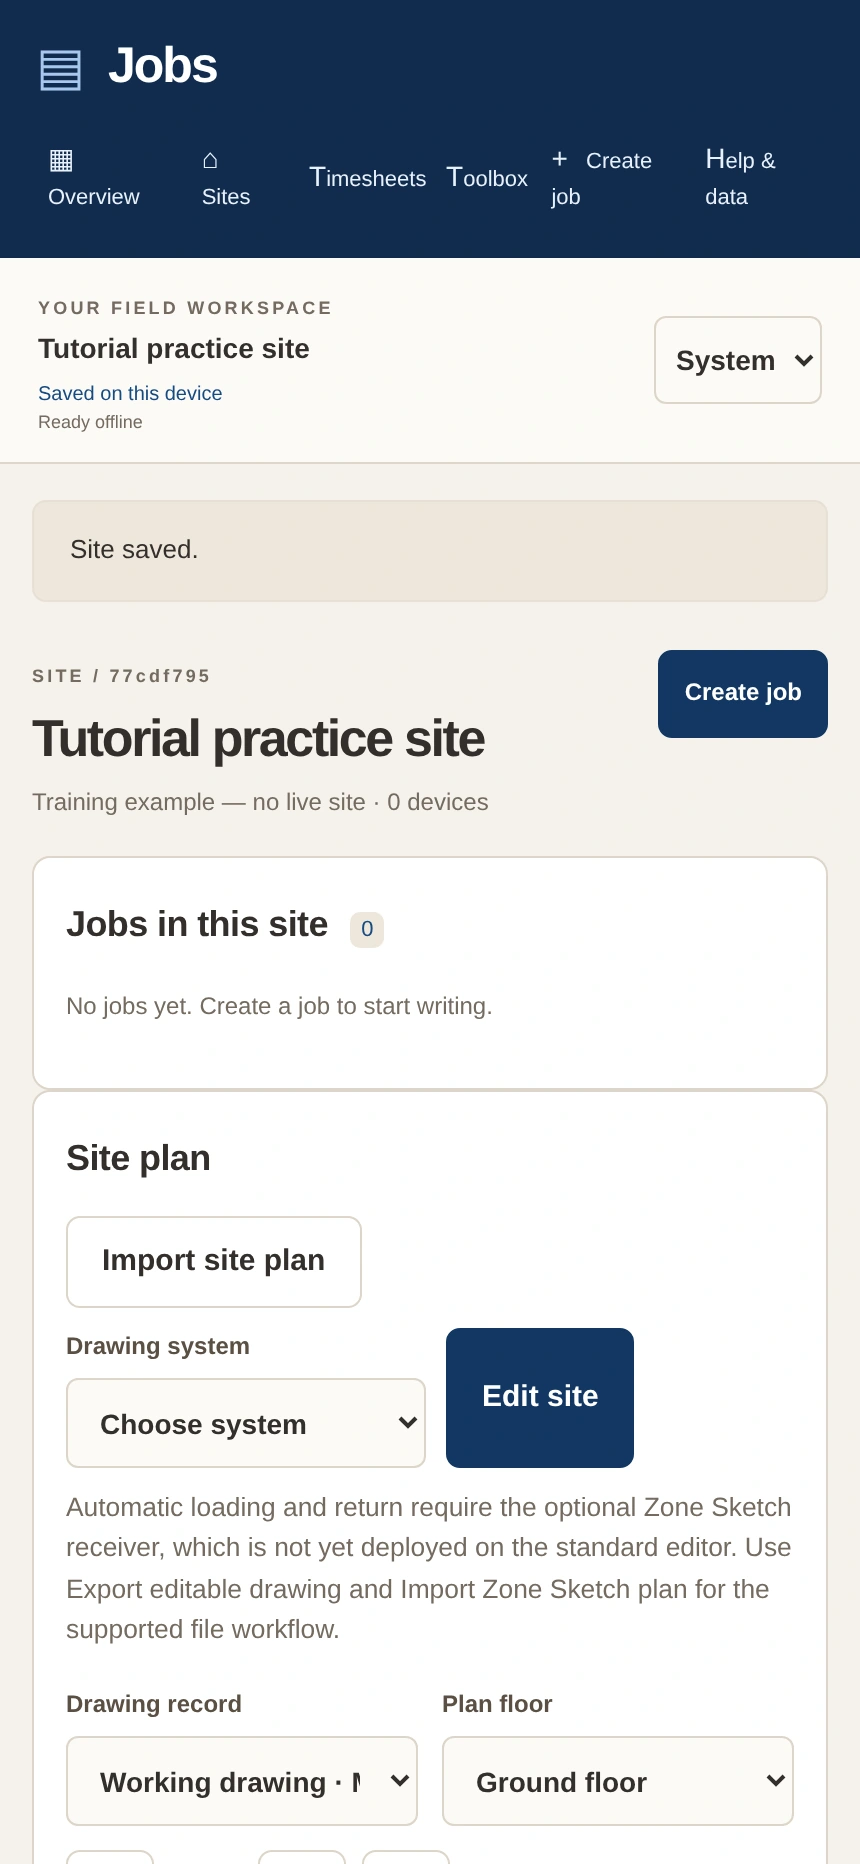 Jobs
Overview
Sites
Timesheets
Toolbox
+ Create
job
Help &
data
YOUR FIELD WORKSPACE
Tutorial practice site
Saved on this device
Ready offline
System
Site saved.
SITE / 77cdf795
Create job
Tutorial practice site
Training example — no live site · 0 devices
Jobs in this site 0
No jobs yet. Create a job to start writing.
Site plan
Import site plan
Drawing system
Edit site
Choose system
Automatic loading and return require the optional Zone Sketch
receiver, which is not yet deployed on the standard editor. Use
Export editable drawing and Import Zone Sketch plan for the
supported file workflow.
Drawing record
Plan floor
Working drawing ·
Ground floor